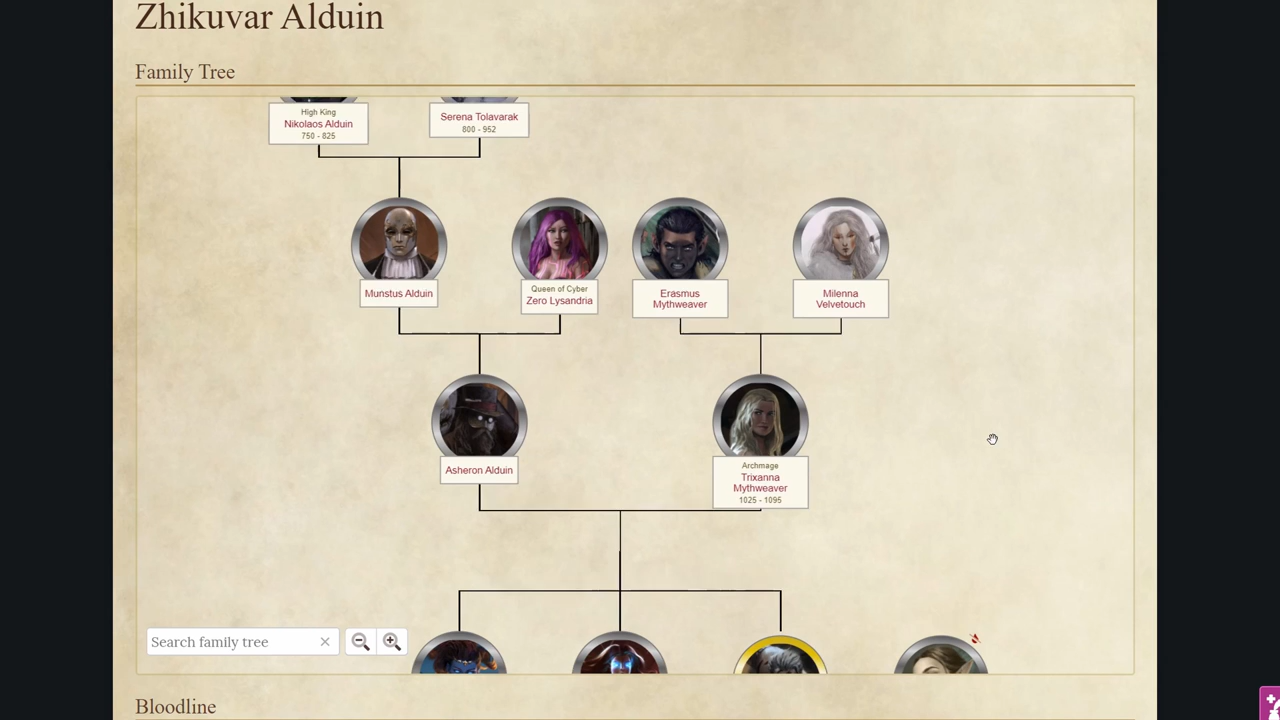 Zhikuvar Alduin
Family Tree
High King
Nikolaos Alduin
750 - 825
Serena Tolavarak
800 - 952
Munstus Alduin
Queen of Cyber
Zero Lysandria
Erasmus
Mythweaver
Milenna
Velvetouch
Asheron Alduin
Archmage
Trixanna
Mythweaver
1025 - 1095
Search family tree
Bloodline